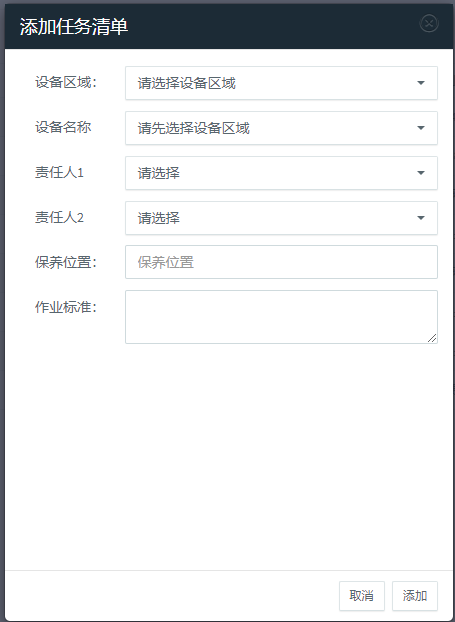 添加任务清单
设备区域： 请选择设备区域
设备名称 请先选择设备区域
责任人1 请选择
责任人2 请选择
保养位置： 保养位置
作业标准：
取消 添加